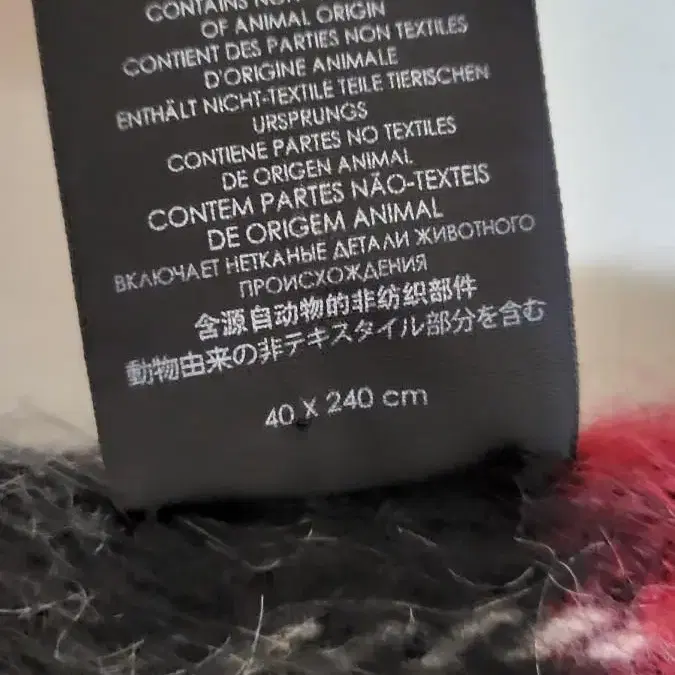 CONTAINS
OF ANIMAL ORIGIN
CONTIENT DES PARTIES NON TEXTILES
D'ORIGINE ANIMALE
ENTHÄLT NICHT-TEXTILE TEILE TIERISCHEN
URSPRUNGS
CONTIENE PARTES NO TEXTILES
DE ORIGEN ANIMAL
CONTEM PARTES NÃO-TEXTEIS
DE ORIGEM ANIMAL
ВКЛЮЧАЕТ НЕТКАНЫЕ ДЕТАЛИ ЖИВОТНОГО
ПРОИСХОЖДЕНИЯ
含源自动物的非纺织部件
動物由来の非テキスタイル部分を含む
40 X 240 cm